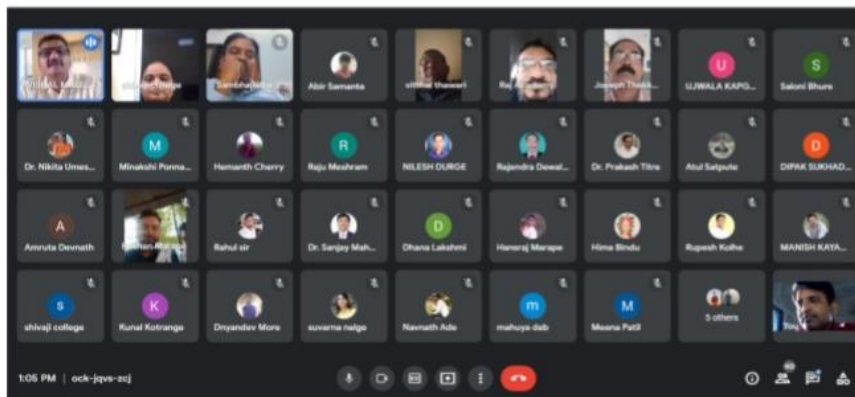 Abir Samanta
U
UJWALA KAPG...
S
Saloni Bhure
Dr. Nikita Umes...
M
Minakshi Ponna...
Hemanth Cherry
R
Raju Meshram
NILESH DURGE
Rajendra Dewal...
Dr. Prakash Titre
Atul Satpute
D
DIPAK SUKHAD...
A
Amruta Devnath
Rahul sir
Dr. Sanjay Mah...
D
Dhana Lakshmi
Hansraj Marape
Hima Bindu
Rupesh Kolhe
MANISH KAYA...
s
shivaji college
K
Kunal Kotrange
Dnyandev More
suvarna nalge
Navnath Ade
m
mahuya deb
M
Meena Patil
5 others
You
1:05 PM | ock-jqvs-zcj
40